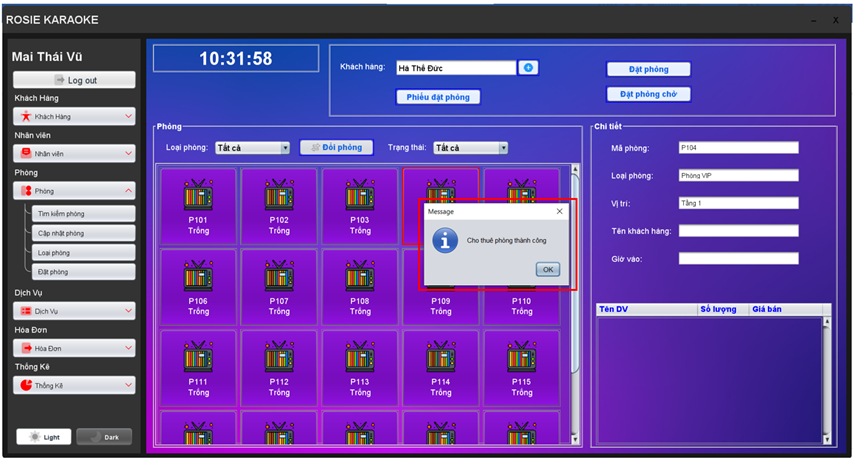 ROSIE KARAOKE
- X
Mai Thái Vũ
Log out
Khách Hàng
Khách Hàng
Nhân viên
Nhân viên
Phòng
Phòng
Tìm kiếm phòng
Cập nhật phòng
Loại phòng
Đặt phòng
Dịch Vụ
Dịch Vụ
Hóa Đơn
Hóa Đơn
Thống Kê
Thống Kê
Light Dark
10:31:58
Khách hàng: Hà Thế Đức
Phiếu đặt phòng
Đặt phòng
Đặt phòng chờ
Phòng
Loại phòng: Tất cả Đổi phòng Trạng thái: Tất cả
P101 P102 P103
Trống Trống Trống
P106 P107 P108 P109 P110
Trống Trống Trống Trống Trống
P111 P112 P113 P114 P115
Trống Trống Trống Trống Trống
Message
Cho thuê phòng thành công
OK
Chi tiết
Mã phòng: P104
Loại phòng: Phòng VIP
Vị trí: Tầng 1
Tên khách hàng:
Giờ vào:
Tên DV Số lượng Giá bán